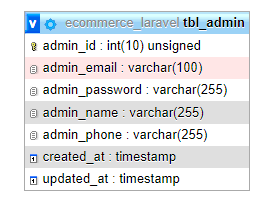 v ecommerce_laravel tbl_admin
admin_id : int(10) unsigned
admin_email : varchar(100)
admin_password : varchar(255)
admin_name : varchar(255)
admin_phone : varchar(255)
created_at : timestamp
updated_at : timestamp